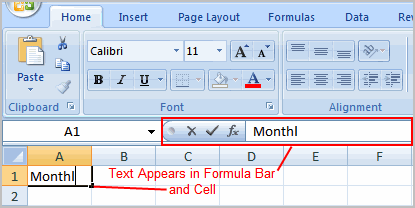 Home Insert Page Layout Formulas Data
Paste
Calibri 11
B I U A
Clipboard Font Alignment
A1 fx Monthl
A B C D E F
1 Monthl
Text Appears in Formula Bar
and Cell
2